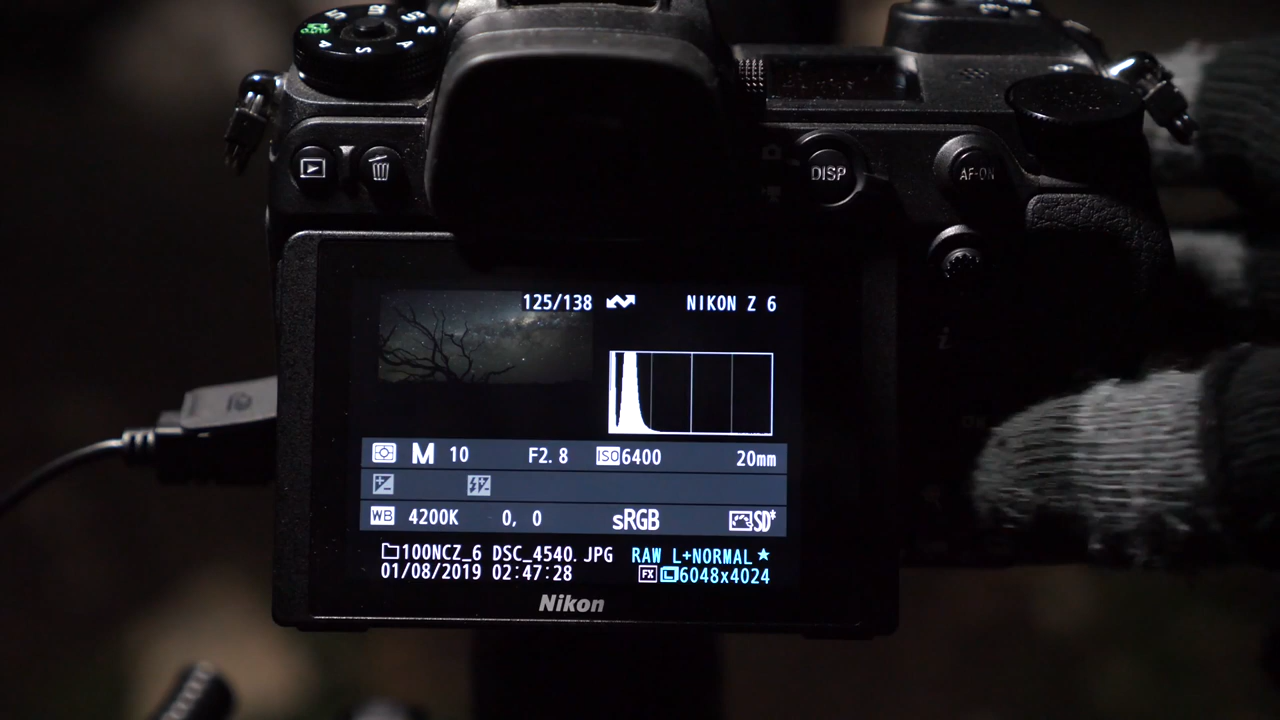 AUTO
M
A
S
P
DISP
AF-ON
i
125/138 NIKON Z 6
M 10 F2.8 ISO 6400 20mm
WB 4200K 0, 0 sRGB SD*
100NCZ_6 DSC_4540.JPG RAW L+NORMAL★
01/08/2019 02:47:28 FX L 6048x4024
Nikon